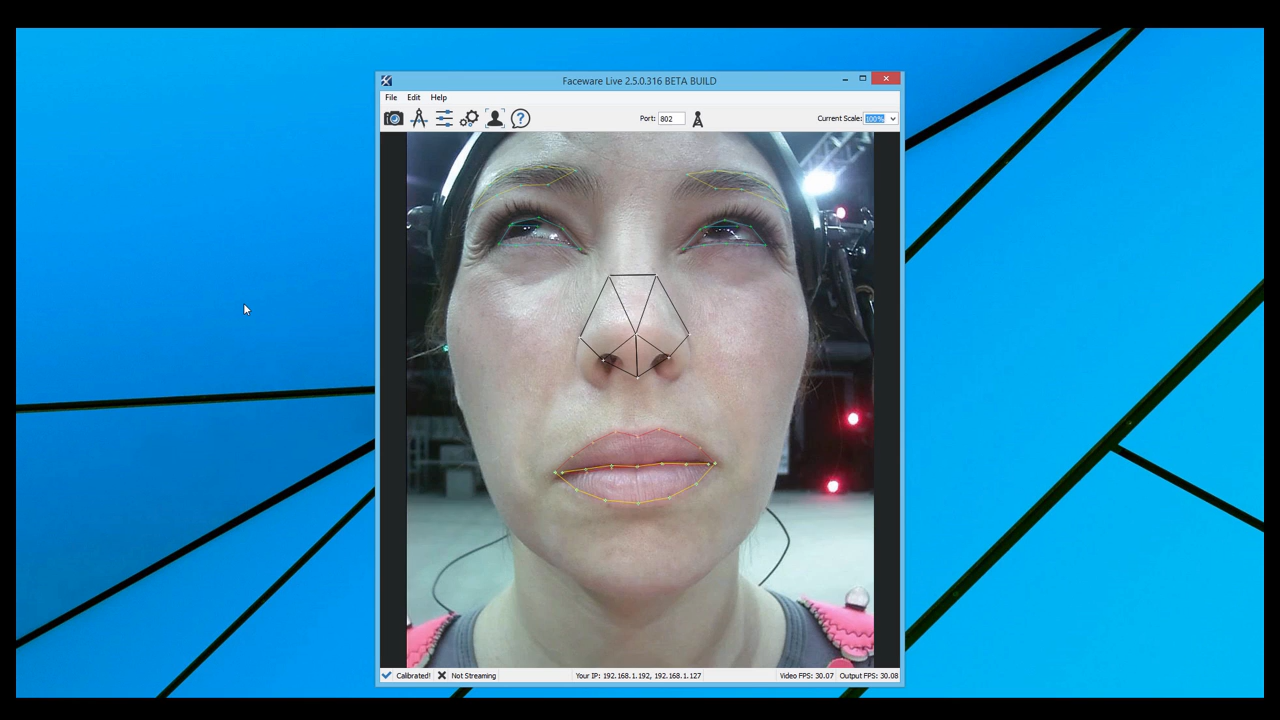 Faceware Live 2.5.0.316 BETA BUILD
File Edit Help
Port: 802 Current Scale: 100%
Calibrated! Not Streaming Your IP: 192.168.1.192, 192.168.1.127 Video FPS: 30.07 Output FPS: 30.08